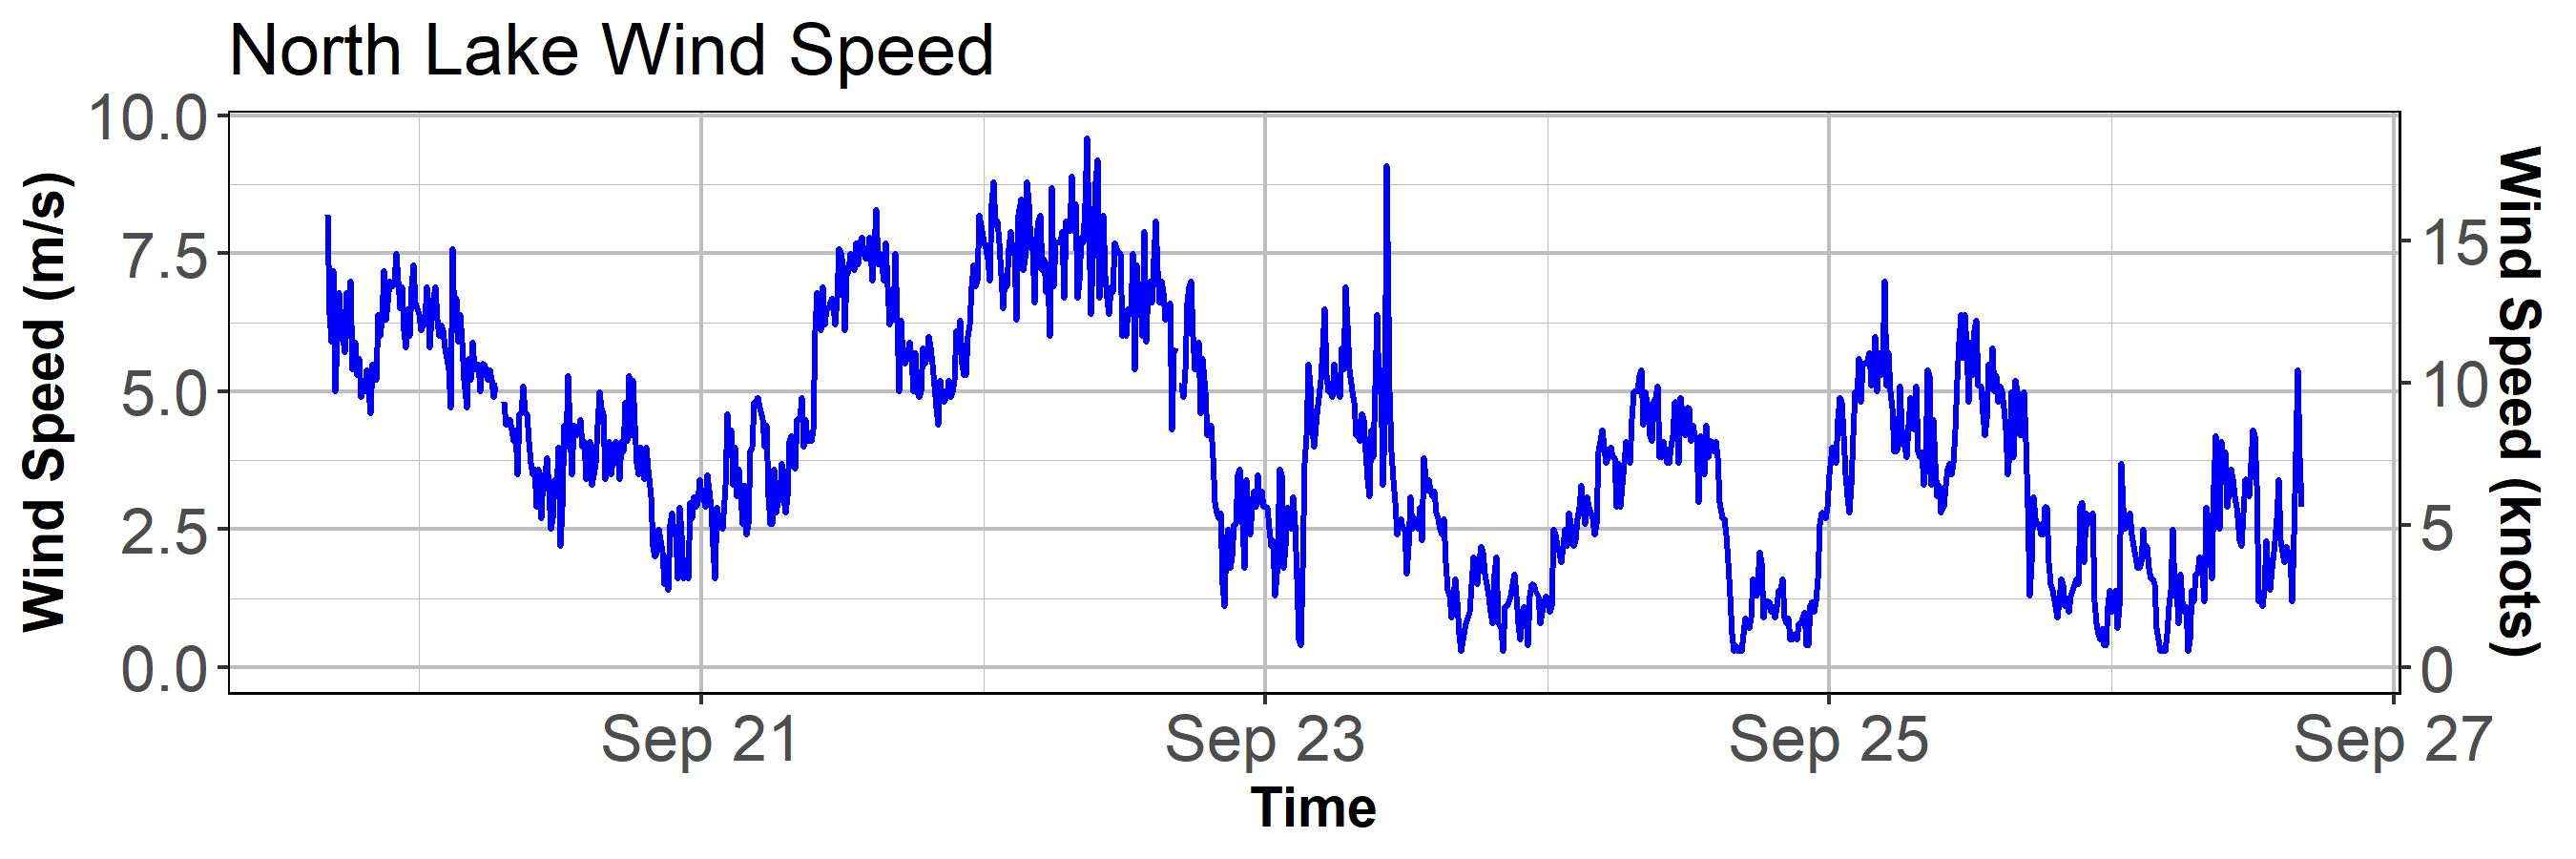 North Lake Wind Speed
Wind Speed (m/s)
10.0
7.5
5.0
2.5
0.0
Wind Speed (knots)
15
10
5
0
Sep 21 Sep 23 Sep 25 Sep 27
Time